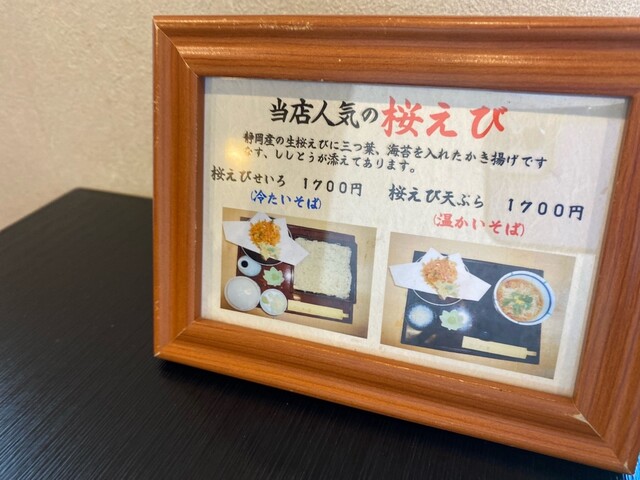 当店人気の桜えび
静岡産の生桜えびに三つ葉、海苔を入れたかき揚げです
なす、ししとうが添えてあります。
桜えびせいろ 1700円
(冷たいそば)
桜えび天ぷら 1700円
(温かいそば)